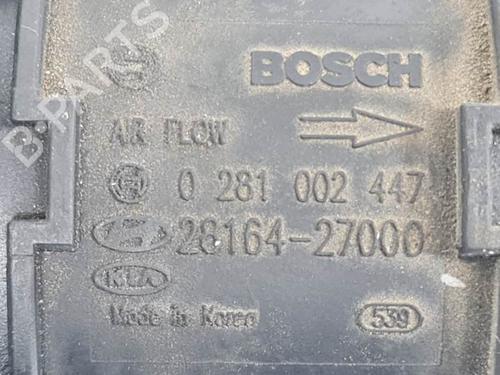 BOSCH
AIR FLOW
0 281 002 447
28164-27000
KIA
Made in Korea
539
B-PARTS